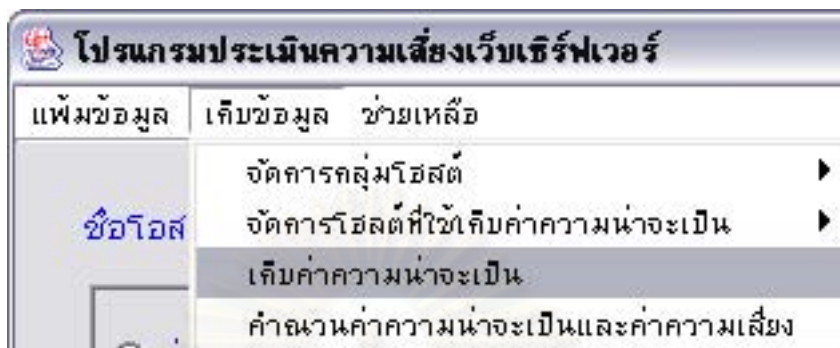 โปรแกรมประเมินความเสี่ยงเว็บเซิร์ฟเวอร์
แฟ้มข้อมูล เก็บข้อมูล ช่วยเหลือ
จัดการกลุ่มโฮสต์
ชื่อโฮส จัดการโฮสต์ที่ใช้เก็บค่าความน่าจะเป็น
เก็บค่าความน่าจะเป็น
คำนวนค่าความน่าจะเป็นและค่าความเสี่ยง